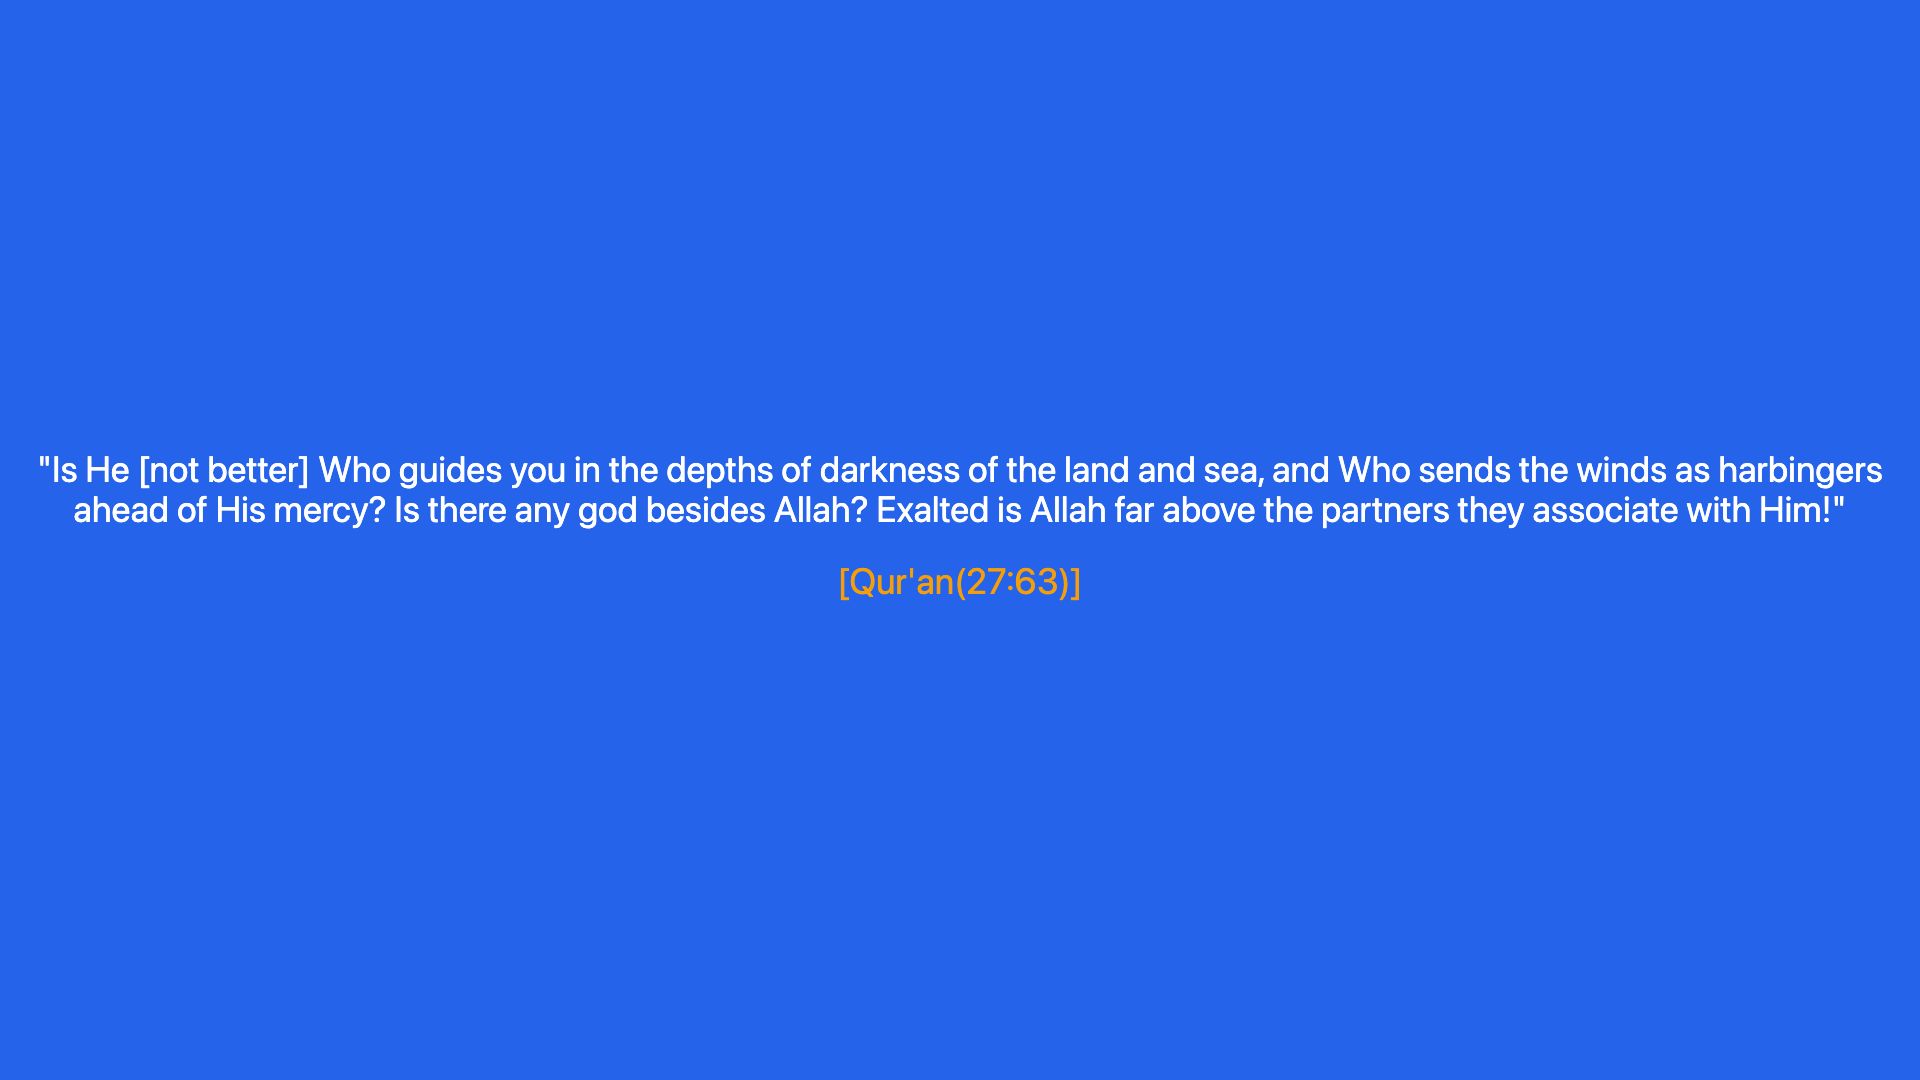 "Is He [not better] Who guides you in the depths of darkness of the land and sea, and Who sends the winds as harbingers
ahead of His mercy? Is there any god besides Allah? Exalted is Allah far above the partners they associate with Him!"
[Qur'an(27:63)]